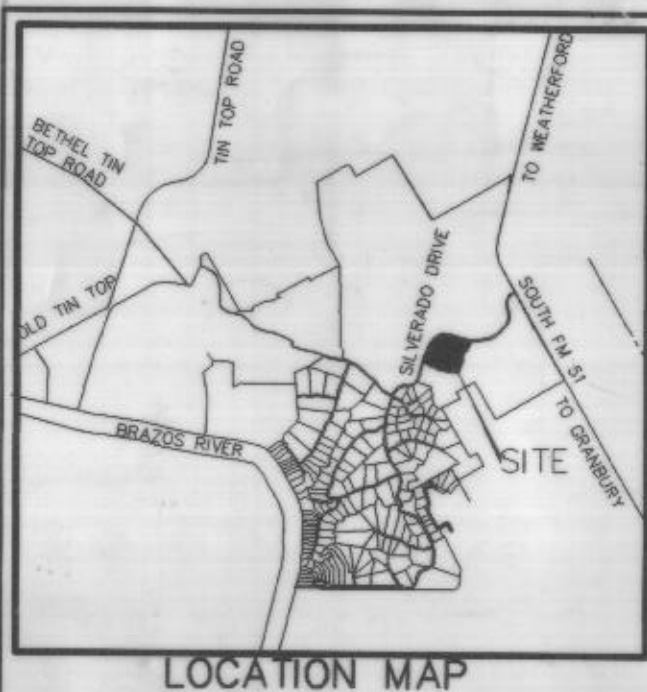 TIN TOP ROAD
TO WEATHERFORD
BETHEL TIN
TOP ROAD
SILVERADO DRIVE
OLD TIN TOP
SOUTH FM 51
TO GRANBURY
BRAZOS RIVER
SITE
LOCATION MAP